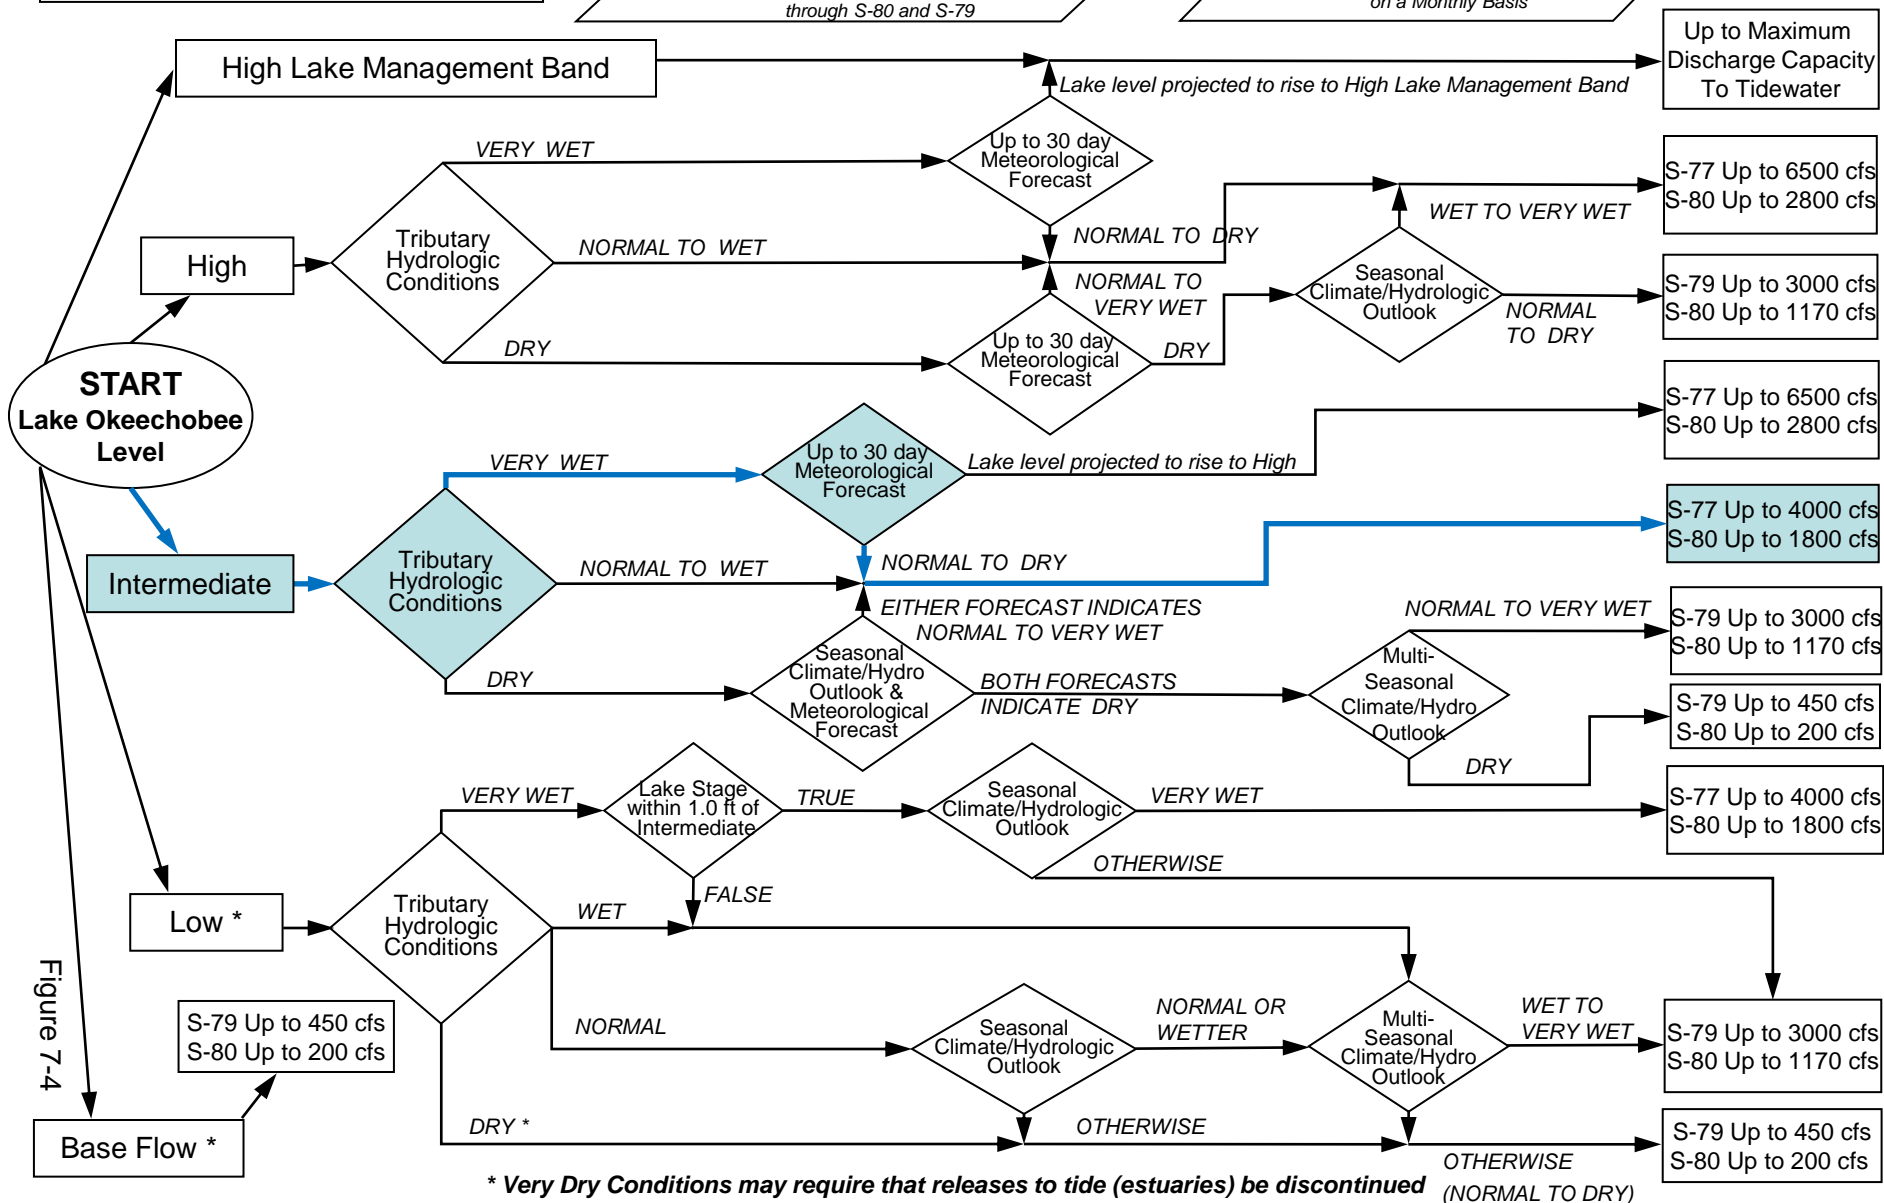 through S-80 and S-79
on a Monthly Basis
High Lake Management Band
Lake level projected to rise to High Lake Management Band
Up to Maximum
Discharge Capacity
To Tidewater
VERY WET
Up to 30 day
Meteorological
Forecast
S-77 Up to 6500 cfs
S-80 Up to 2800 cfs
WET TO VERY WET
High
Tributary
Hydrologic
Conditions
NORMAL TO WET
NORMAL TO DRY
NORMAL TO
VERY WET
Seasonal
Climate/Hydrologic
Outlook
NORMAL
TO DRY
S-79 Up to 3000 cfs
S-80 Up to 1170 cfs
DRY
Up to 30 day
Meteorological
Forecast
DRY
START
Lake Okeechobee
Level
S-77 Up to 6500 cfs
S-80 Up to 2800 cfs
VERY WET
Up to 30 day
Meteorological
Forecast
Lake level projected to rise to High
S-77 Up to 4000 cfs
S-80 Up to 1800 cfs
Intermediate
Tributary
Hydrologic
Conditions
NORMAL TO WET
NORMAL TO DRY
EITHER FORECAST INDICATES
NORMAL TO VERY WET
NORMAL TO VERY WET
S-79 Up to 3000 cfs
S-80 Up to 1170 cfs
DRY
Seasonal
Climate/Hydro
Outlook &
Meteorological
Forecast
BOTH FORECASTS
INDICATE DRY
Multi-
Seasonal
Climate/Hydro
Outlook
DRY
S-79 Up to 450 cfs
S-80 Up to 200 cfs
VERY WET
Lake Stage
within 1.0 ft of
Intermediate
TRUE
Seasonal
Climate/Hydrologic
Outlook
VERY WET
S-77 Up to 4000 cfs
S-80 Up to 1800 cfs
OTHERWISE
FALSE
Low *
Tributary
Hydrologic
Conditions
WET
NORMAL
Seasonal
Climate/Hydrologic
Outlook
NORMAL OR
WETTER
Multi-
Seasonal
Climate/Hydro
Outlook
WET TO
VERY WET
S-79 Up to 3000 cfs
S-80 Up to 1170 cfs
Figure 7-4
S-79 Up to 450 cfs
S-80 Up to 200 cfs
Base Flow *
DRY *
OTHERWISE
OTHERWISE
(NORMAL TO DRY)
S-79 Up to 450 cfs
S-80 Up to 200 cfs
* Very Dry Conditions may require that releases to tide (estuaries) be discontinued